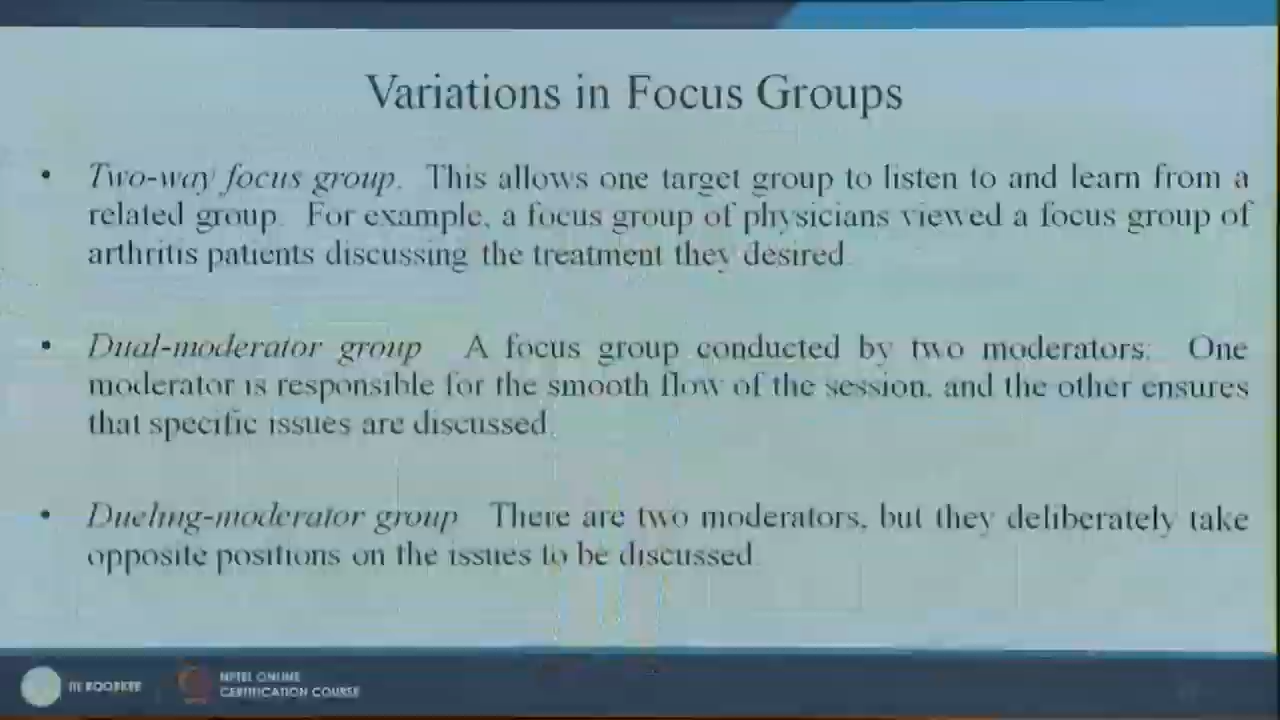 Variations in Focus Groups
• Two-way focus group. This allows one target group to listen to and learn from a
related group. For example, a focus group of physicians viewed a focus group of
arthritis patients discussing the treatment they desired.
• Dual-moderator group. A focus group conducted by two moderators: One
moderator is responsible for the smooth flow of the session, and the other ensures
that specific issues are discussed.
• Dueling-moderator group. There are two moderators, but they deliberately take
opposite positions on the issues to be discussed.
IIT ROORKEE
NPTEL ONLINE
CERTIFICATION COURSE